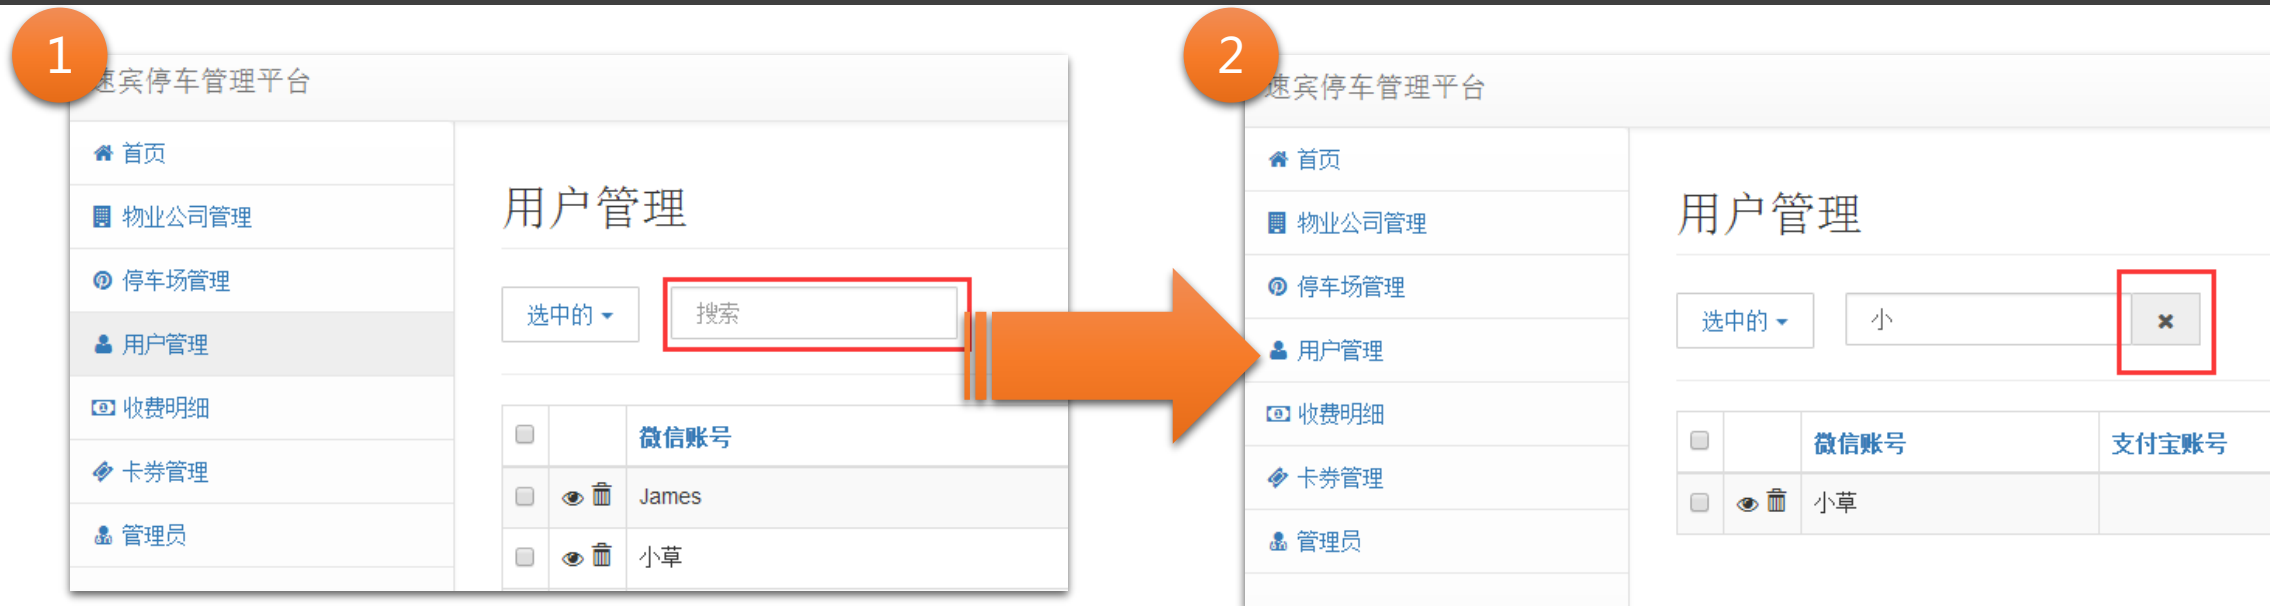 1
速宾停车管理平台
首页
物业公司管理
停车场管理
用户管理
收费明细
卡券管理
管理员
用户管理
选中的
搜索
微信账号
James
小草
2
速宾停车管理平台
首页
物业公司管理
停车场管理
用户管理
收费明细
卡券管理
管理员
用户管理
选中的
小
微信账号 支付宝账号
小草